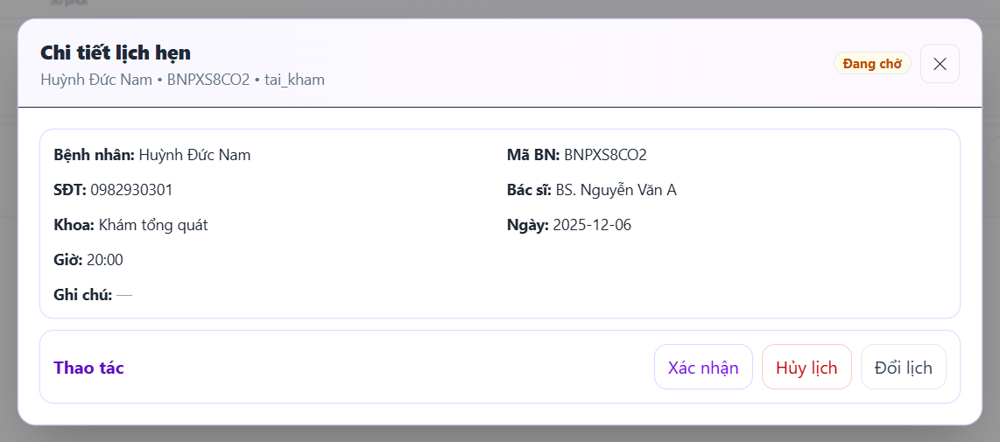 30 phút
Chi tiết lịch hẹn
Đang chờ
Huỳnh Đức Nam • BNPXS8CO2 • tai_kham
Bệnh nhân: Huỳnh Đức Nam
Mã BN: BNPXS8CO2
SĐT: 0982930301
Bác sĩ: BS. Nguyễn Văn A
Khoa: Khám tổng quát
Ngày: 2025-12-06
Giờ: 20:00
Ghi chú: —
Thao tác
Xác nhận
Hủy lịch
Đổi lịch